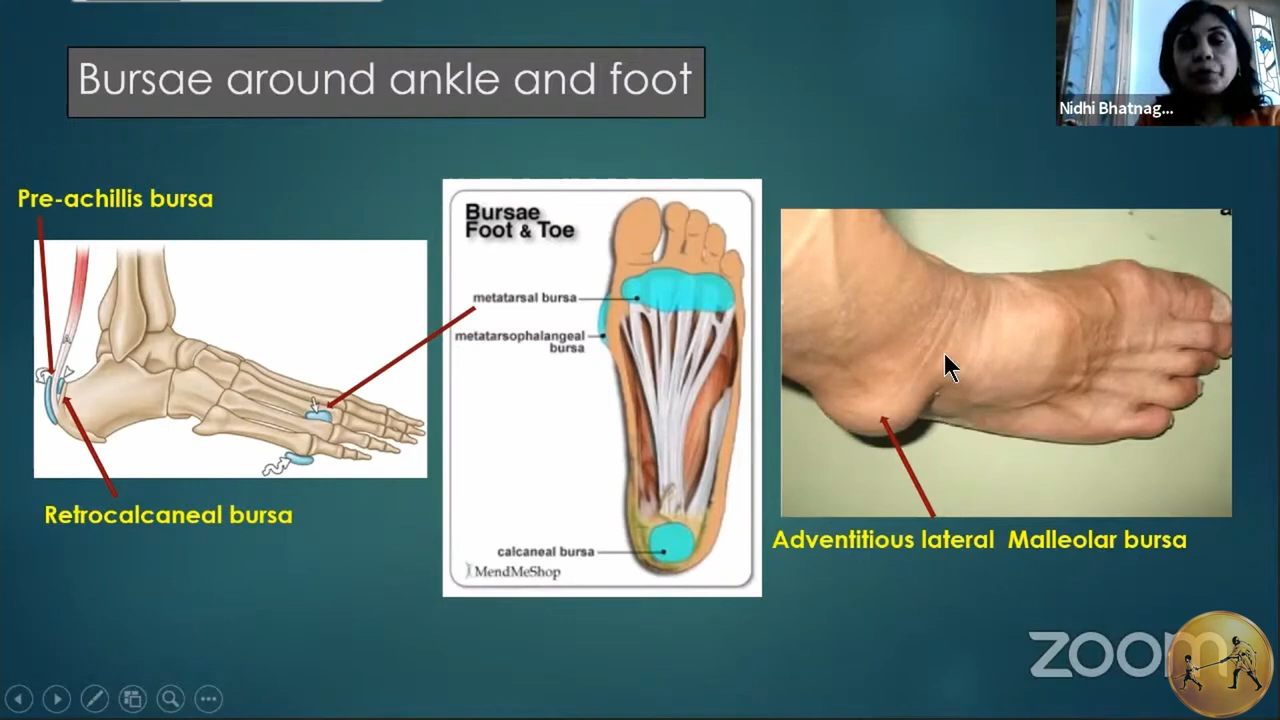 Bursae around ankle and foot
Nidhi Bhatnag...
Pre-achillis bursa
Retrocalcaneal bursa
Bursae
Foot & Toe
metatarsal bursa
metatarsophalangeal
bursa
calcaneal bursa
MendMeShop
Adventitious lateral Malleolar bursa
zoom